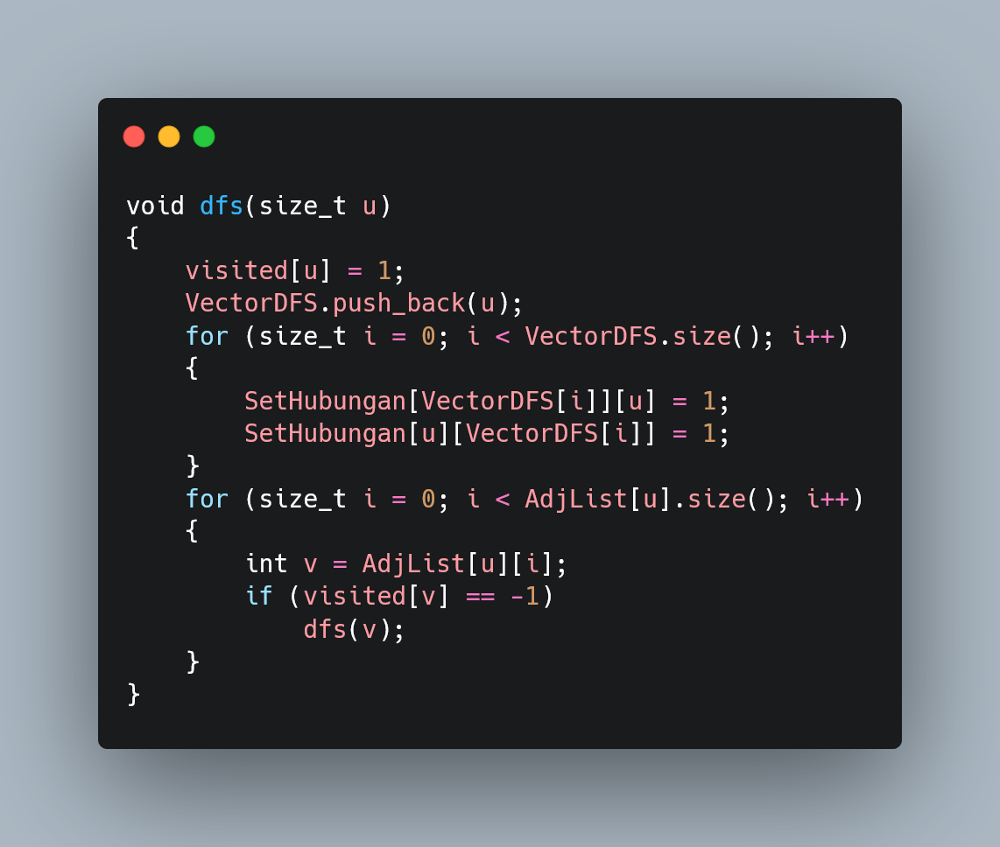 void dfs(size_t u)
{
    visited[u] = 1;
    VectorDFS.push_back(u);
    for (size_t i = 0; i < VectorDFS.size(); i++)
    {
        SetHubungan[VectorDFS[i]][u] = 1;
        SetHubungan[u][VectorDFS[i]] = 1;
    }
    for (size_t i = 0; i < AdjList[u].size(); i++)
    {
        int v = AdjList[u][i];
        if (visited[v] == -1)
            dfs(v);
    }
}